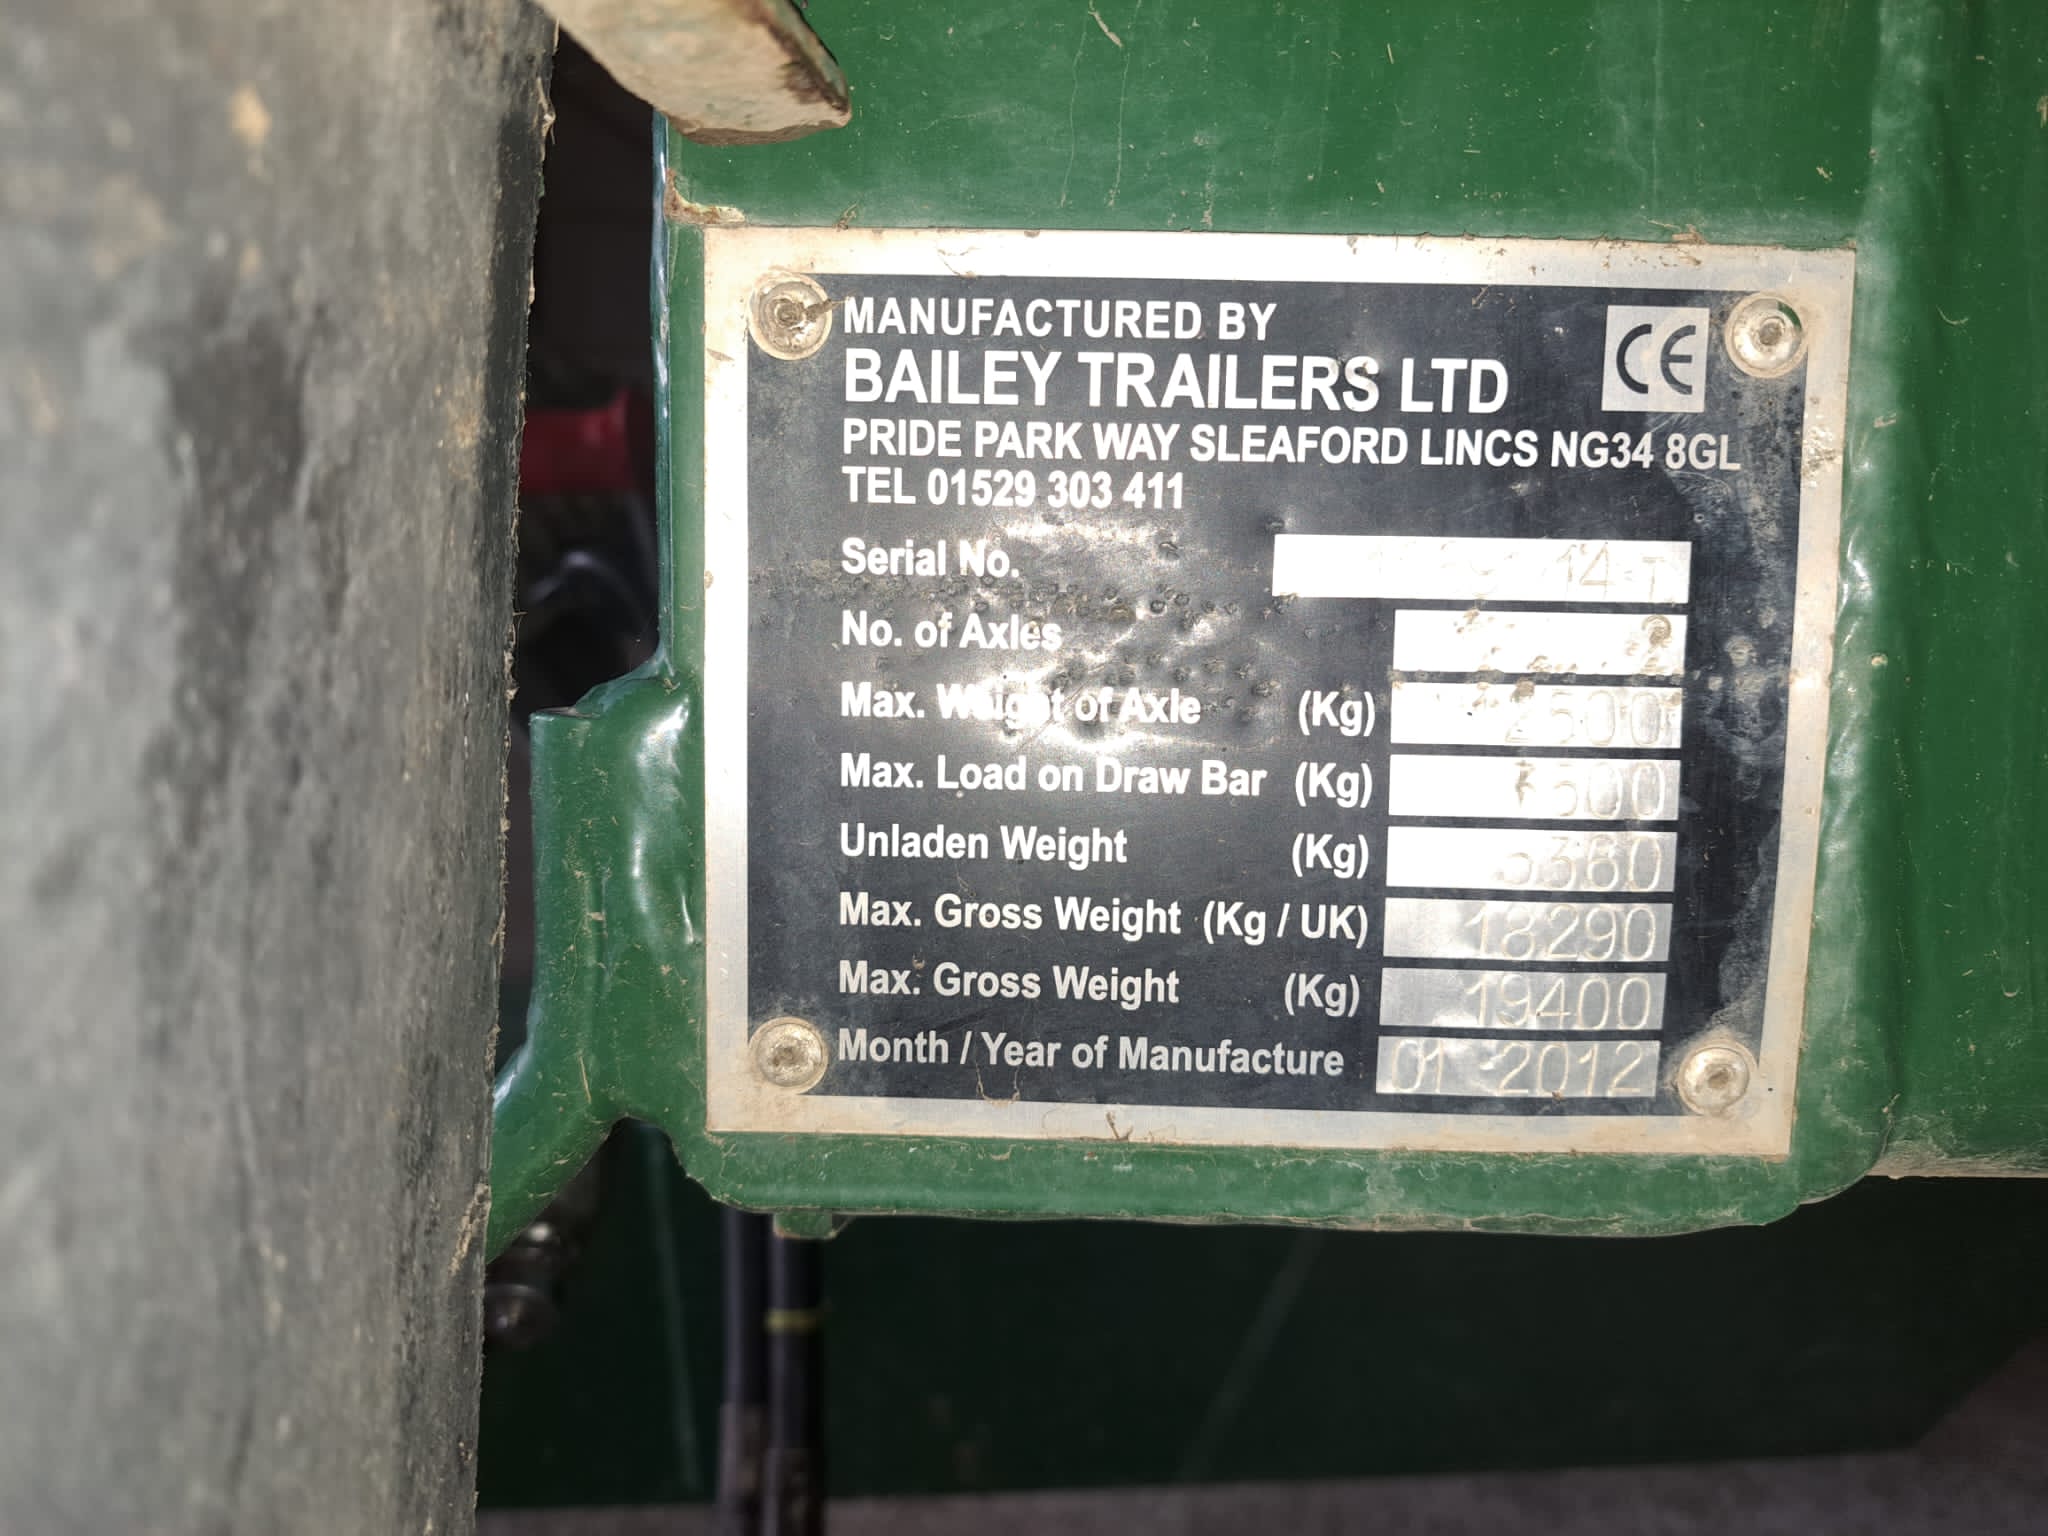 MANUFACTURED BY
BAILEY TRAILERS LTD
CE
PRIDE PARK WAY SLEAFORD LINCS NG34 8GL
TEL 01529 303 411
Serial No.
No. of Axles 2
Max. Weight of Axle (Kg)
Max. Load on Draw Bar (Kg)
Unladen Weight (Kg)
Max. Gross Weight (Kg / UK) 18290
Max. Gross Weight (Kg) 19400
Month / Year of Manufacture 01 2012